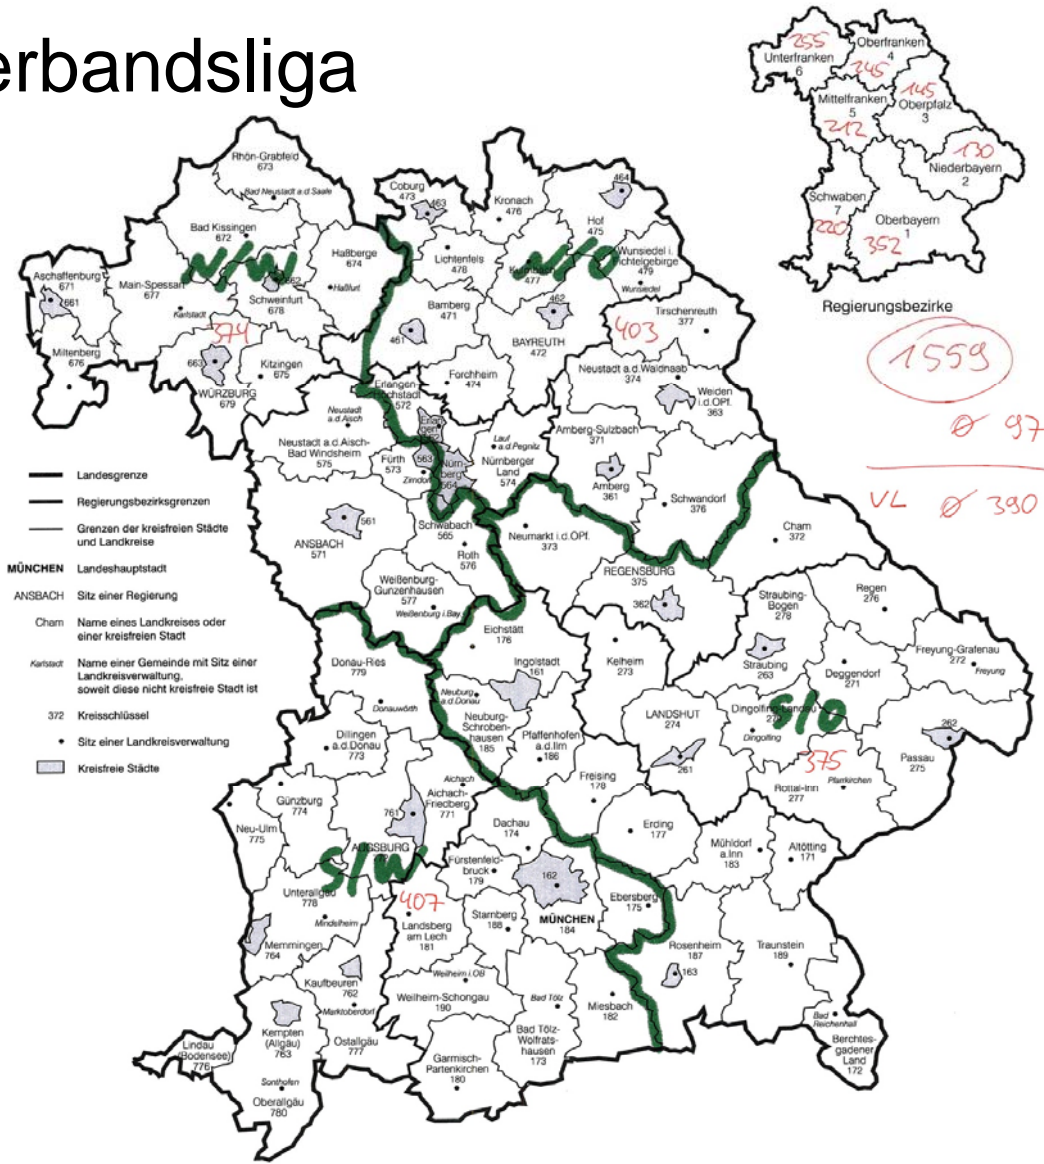 erbandsliga
255
Unterfranken
6
Oberfranken
4
245
145
Oberpfalz
3
Mittelfranken
5
212
130
Niederbayern
2
Schwaben
7
220
Oberbayern
1
352
Regierungsbezirke
1559
Ø 97
VL Ø 390
Rhön-Grabfeld
673
Bad Neustadt a.d.Saale
Coburg
473
463
Kronach
476
464
Hof
475
Bad Kissingen
672
N/W
Haßberge
674
Haßfurt
Lichtenfels
478
N/O
Kulmbach
477
Wunsiedel i.
Fichtelgebirge
479
Wunsiedel
Aschaffenburg
671
661
Main-Spessart
677
Karlstadt
662
Schweinfurt
678
374
Bamberg
471
461
462
BAYREUTH
472
403
Tirschenreuth
377
Miltenberg
676
663
WÜRZBURG
679
Kitzingen
675
Forchheim
474
Neustadt a.d.Waldnaab
374
Weiden
i.d.OPf.
363
Erlangen-
Höchstadt
572
Neustadt
a.d.Aisch
Neustadt a.d.Aisch-
Bad Windsheim
575
Fürth
573
563
Zirndorf
Nürn-
berg
564
Lauf
a.d.Pegnitz
Nürnberger
Land
574
Amberg-Sulzbach
371
Amberg
361
Schwandorf
376
Cham
372
Landesgrenze
Regierungsbezirksgrenzen
Grenzen der kreisfreien Städte
und Landkreise
MÜNCHEN Landeshauptstadt
ANSBACH Sitz einer Regierung
Cham Name eines Landkreises oder
einer kreisfreien Stadt
Karlstadt Name einer Gemeinde mit Sitz einer
Landkreisverwaltung,
soweit diese nicht kreisfreie Stadt ist
372 Kreisschlüssel
Sitz einer Landkreisverwaltung
Kreisfreie Städte
561
ANSBACH
571
Schwabach
565
Roth
576
Neumarkt i.d.OPf.
373
Weißenburg-
Gunzenhausen
577
Weißenburg i.Bay.
REGENSBURG
375
362
Straubing-
Bogen
278
Regen
276
Straubing
263
Deggendorf
271
Freyung-Grafenau
272
Freyung
Donau-Ries
779
Donauwörth
Eichstätt
176
Ingolstadt
161
Kelheim
273
Neuburg
a.d.Donau
Neuburg-
Schroben-
hausen
185
Pfaffenhofen
a.d.Ilm
186
LANDSHUT
274
261
Dingolfing-Landau
279
Dingolfing
S/O
375
Rottal-Inn
277
Pfarrkirchen
Passau
275
262
Dillingen
a.d.Donau
773
Günzburg
774
Neu-Ulm
775
Aichach
Aichach-
Friedberg
771
761
AUGSBURG
772
S/W
Freising
178
Erding
177
Dachau
174
Mühldorf
a.Inn
183
Altötting
171
Fürstenfeld-
bruck
179
162
MÜNCHEN
184
Ebersberg
175
Unterallgäu
778
Mindelheim
Memmingen
764
407
Landsberg
am Lech
181
Starnberg
188
Rosenheim
187
163
Traunstein
189
Kaufbeuren
762
Marktoberdorf
Ostallgäu
777
Weilheim i.OB
Weilheim-Schongau
190
Bad Tölz
Bad Tölz-
Wolfrats-
hausen
173
Miesbach
182
Bad
Reichenhall
Berchtes-
gadener
Land
172
Kempten
(Allgäu)
763
Lindau
(Bodensee)
776
Sonthofen
Oberallgäu
780
Garmisch-
Partenkirchen
180